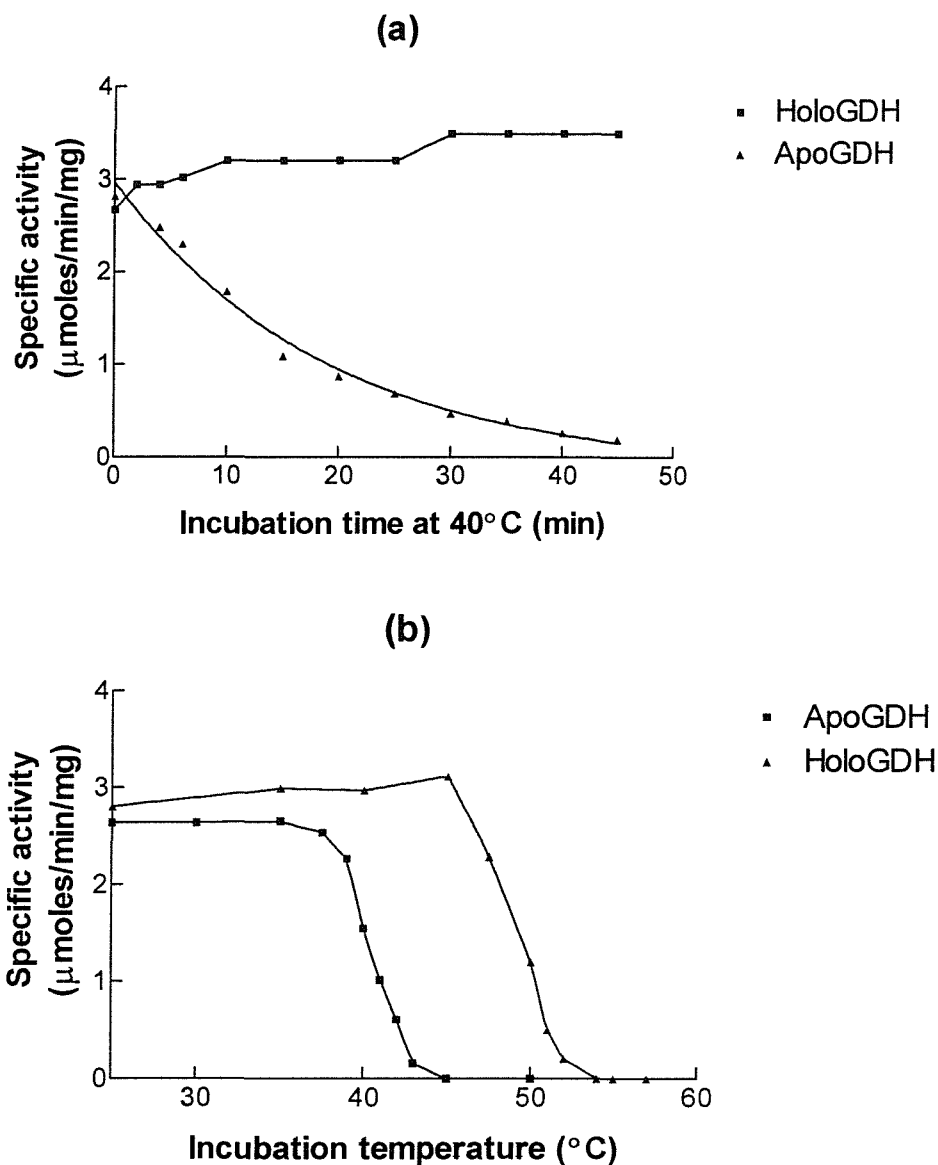 (a)
Specific activity
(μmoles/min/mg)
4
3
2
1
0
0 10 20 30 40 50
Incubation time at 40°C (min)
HoloGDH
ApoGDH
(b)
Specific activity
(μmoles/min/mg)
4
3
2
1
0
30 40 50 60
Incubation temperature (°C)
ApoGDH
HoloGDH